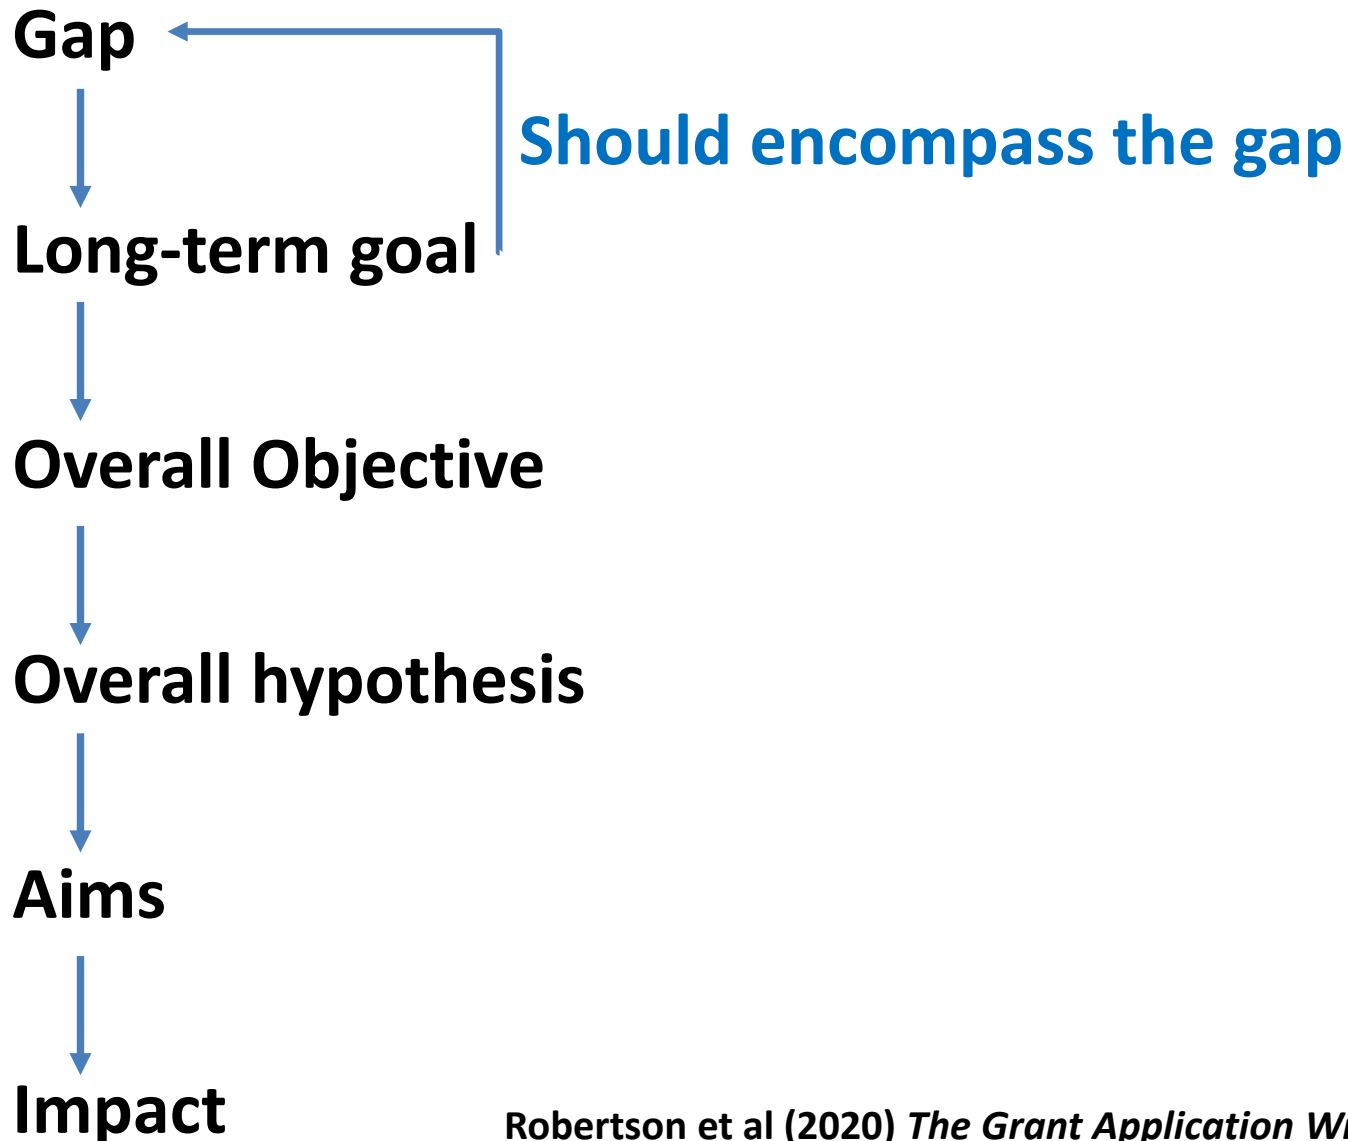 Gap
Should encompass the gap
Long-term goal
Overall Objective
Overall hypothesis
Aims
Impact
Robertson et al (2020) The Grant Application